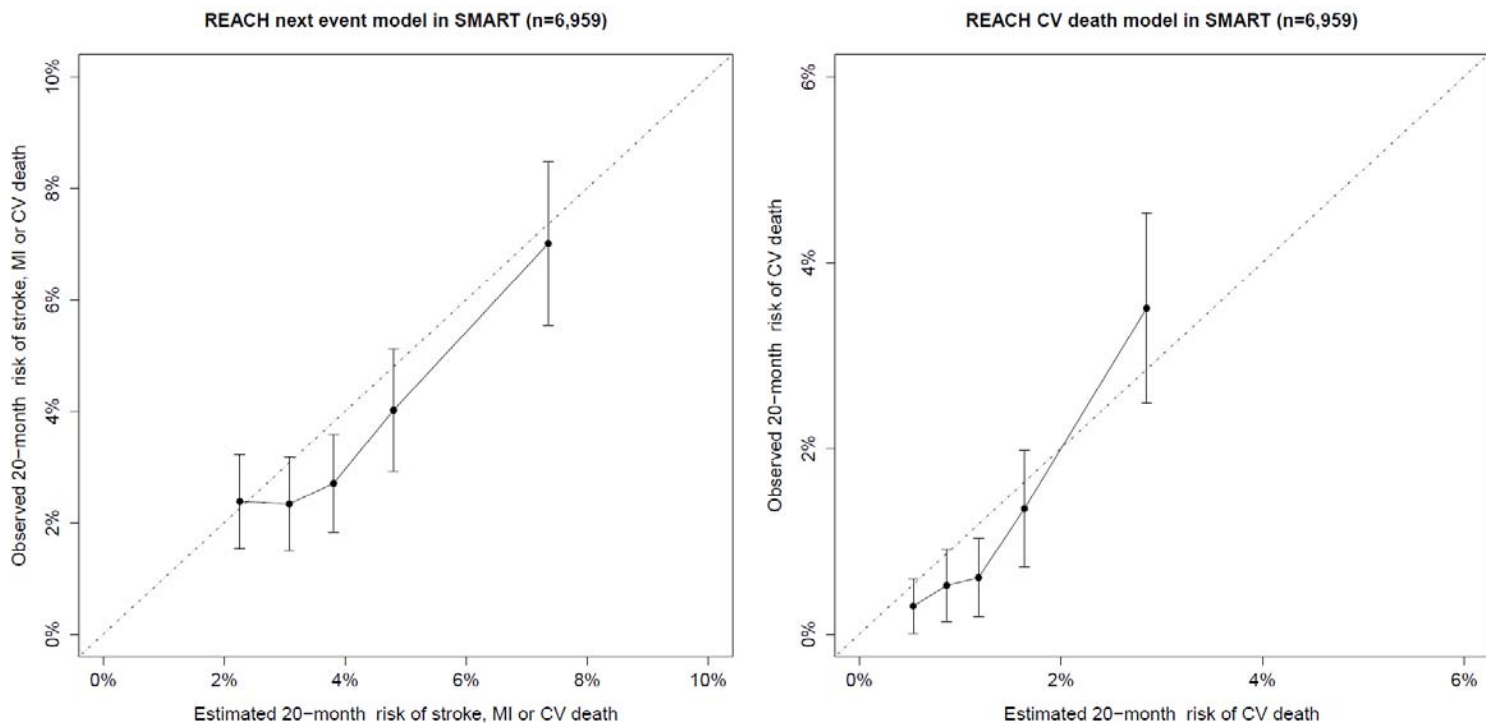 REACH next event model in SMART (n=6,959)
Observed 20−month risk of stroke, MI or CV death
10%
8%
6%
4%
2%
0%
0% 2% 4% 6% 8% 10%
Estimated 20−month risk of stroke, MI or CV death
REACH CV death model in SMART (n=6,959)
Observed 20−month risk of CV death
6%
4%
2%
0%
0% 2% 4% 6%
Estimated 20−month risk of CV death